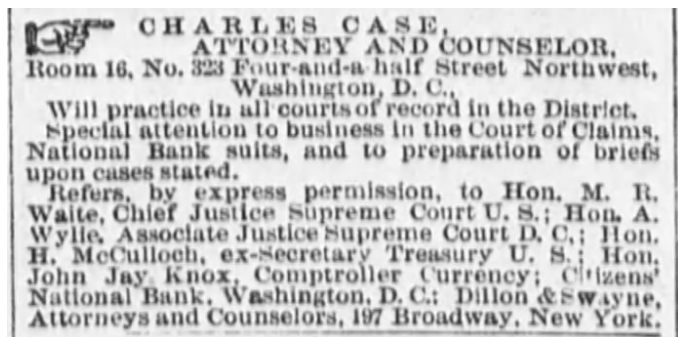 CHARLES CASE,
ATTORNEY AND COUNSELOR,
Room 16, No. 323 Four-and-a half Street Northwest,
Washington, D. C.,
Will practice in all courts of record in the District.
Special attention to business in the Court of Claims,
National Bank suits, and to preparation of briefs
upon cases stated.
Refers, by express permission, to Hon. M. R.
Waite, Chief Justice Supreme Court U. S.; Hon. A.
Wylie, Associate Justice Supreme Court D. C.; Hon.
H. McCulloch, ex-Secretary Treasury U. S.; Hon.
John Jay Knox, Comptroller Currency; Citizens'
National Bank, Washington, D. C.; Dillon & Swayne,
Attorneys and Counselors, 197 Broadway, New York.